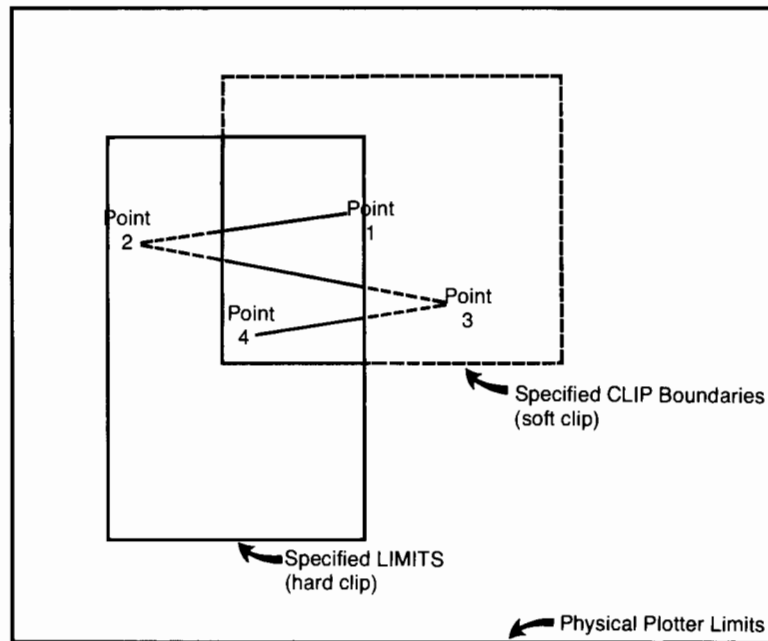 Point
1
Point
2
Point
3
Point
4
Specified CLIP Boundaries
(soft clip)
Specified LIMITS
(hard clip)
Physical Plotter Limits